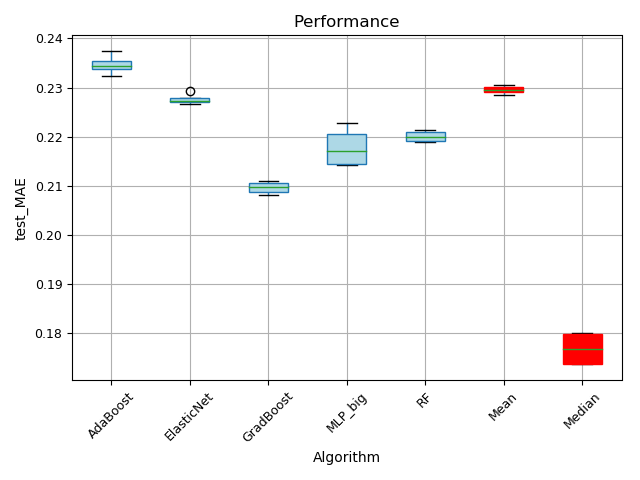 Performance
test_MAE
0.24
0.23
0.22
0.21
0.20
0.19
0.18
AdaBoost
ElasticNet
GradBoost
MLP_big
RF
Mean
Median
Algorithm